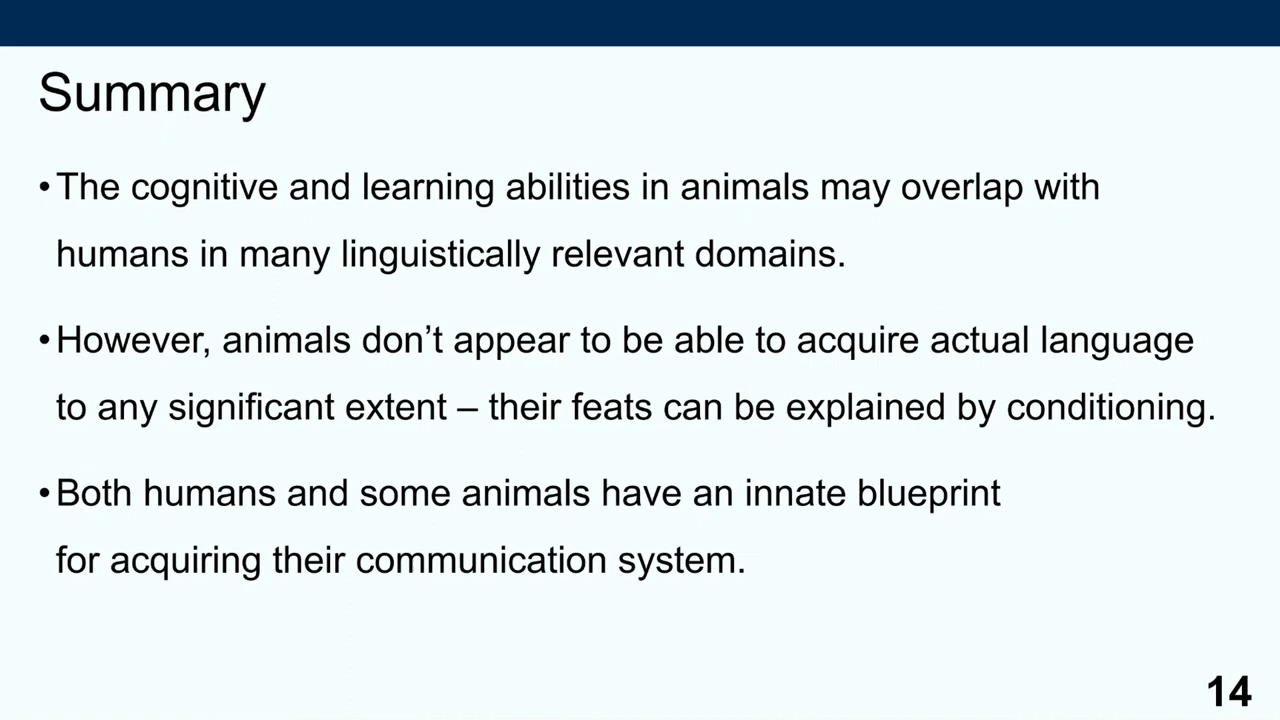 Summary
•The cognitive and learning abilities in animals may overlap with
humans in many linguistically relevant domains.
•However, animals don’t appear to be able to acquire actual language
to any significant extent – their feats can be explained by conditioning.
•Both humans and some animals have an innate blueprint
for acquiring their communication system.
14